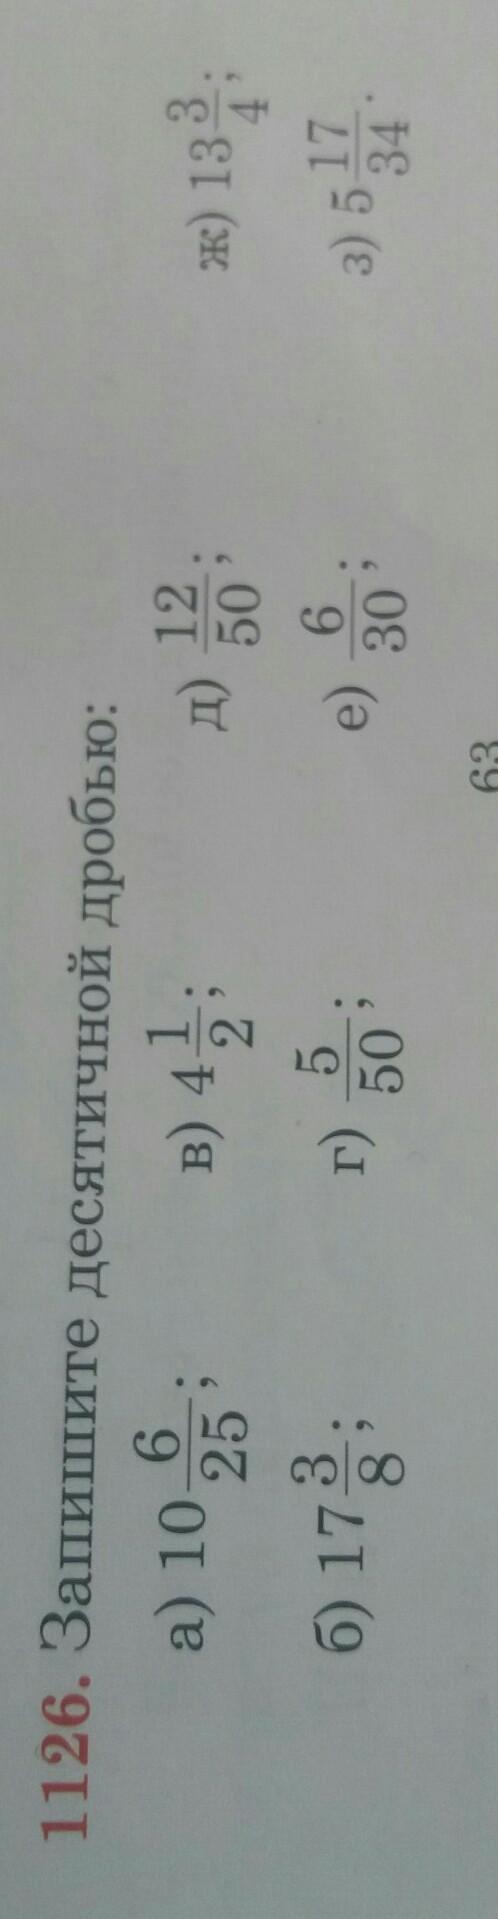 1126. Запишите десятичной дробью:
а) 10 6/25; в) 4 1/2; д) 12/50; ж) 13 3/4;
б) 17 3/8; г) 5/50; е) 6/30; з) 5 17/34.
63